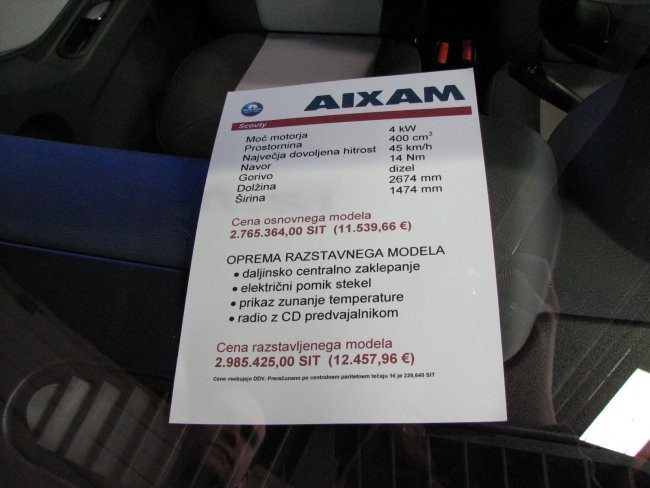 AIXAM
Scouty
Moč motorja 4 kW
Prostornina 400 cm³
Največja dovoljena hitrost 45 km/h
Navor 14 Nm
Gorivo dizel
Dolžina 2674 mm
Širina 1474 mm
Cena osnovnega modela
2.765.364,00 SIT (11.539,66 €)
OPREMA RAZSTAVNEGA MODELA
• daljinsko centralno zaklepanje
• električni pomik stekel
• prikaz zunanje temperature
• radio z CD predvajalnikom
Cena razstavljenega modela
2.985.425,00 SIT (12.457,96 €)
Cene vsebujejo DDV. Preračunano po centralnem paritetnem tečaju 1€ je 239,640 SIT